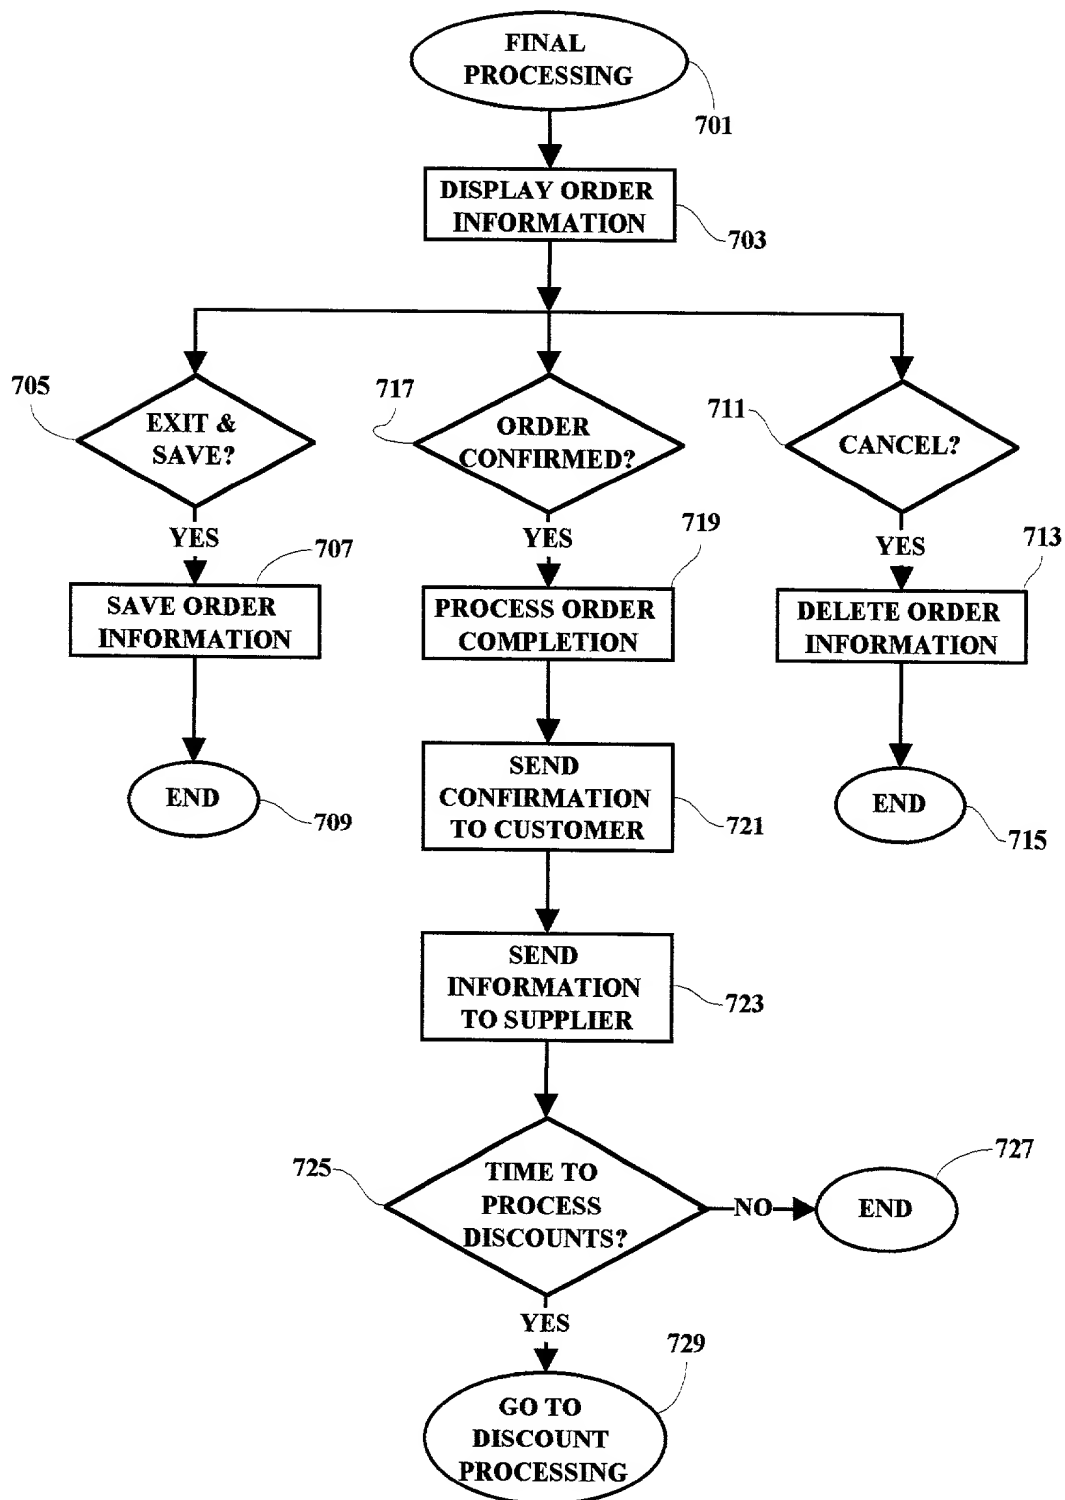 FINAL
PROCESSING
701
DISPLAY ORDER
INFORMATION
703
705
EXIT &
SAVE?
717
ORDER
CONFIRMED?
711
CANCEL?
YES
707
SAVE ORDER
INFORMATION
YES
719
PROCESS ORDER
COMPLETION
YES
713
DELETE ORDER
INFORMATION
END
709
SEND
CONFIRMATION
TO CUSTOMER
721
END
715
SEND
INFORMATION
TO SUPPLIER
723
725
TIME TO
PROCESS
DISCOUNTS?
NO
END
727
YES
729
GO TO
DISCOUNT
PROCESSING